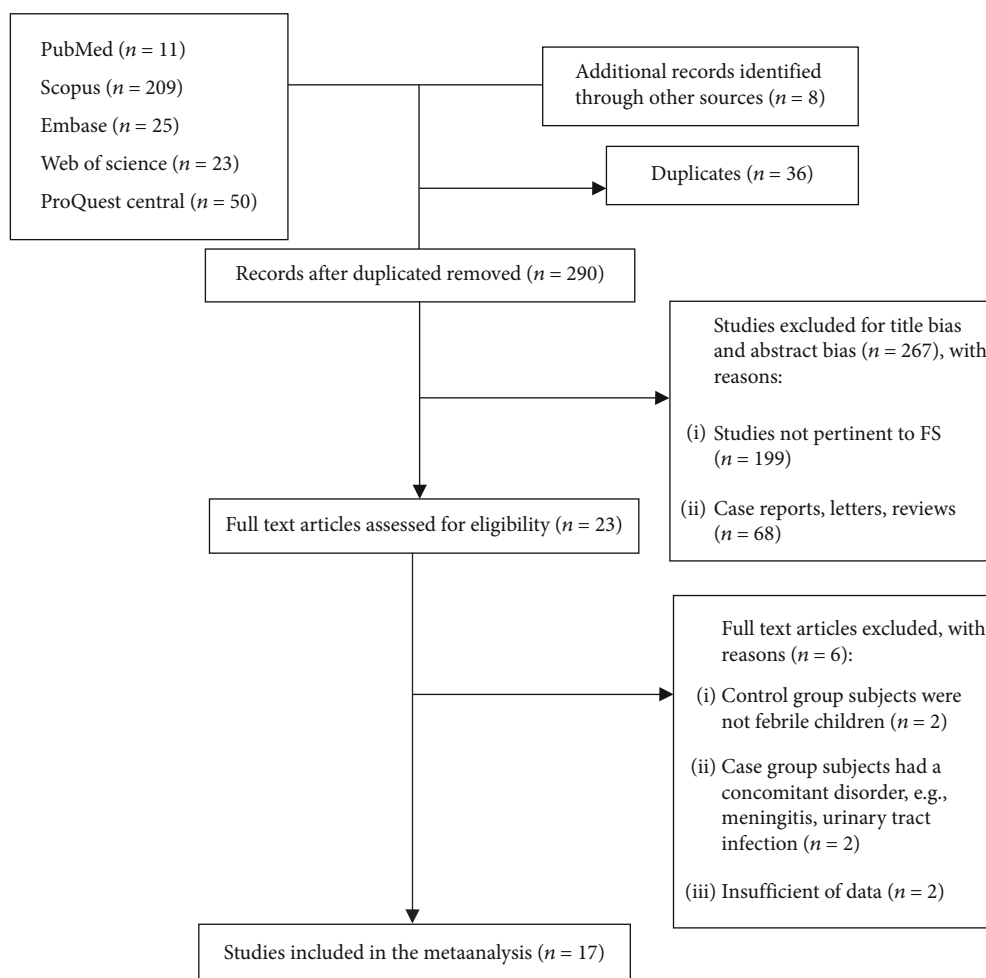 PubMed (n = 11)
Scopus (n = 209)
Embase (n = 25)
Web of science (n = 23)
ProQuest central (n = 50)
Additional records identified
through other sources (n = 8)
Duplicates (n = 36)
Records after duplicated removed (n = 290)
Studies excluded for title bias
and abstract bias (n = 267), with
reasons:
(i) Studies not pertinent to FS
(n = 199)
(ii) Case reports, letters, reviews
(n = 68)
Full text articles assessed for eligibility (n = 23)
Full text articles excluded, with
reasons (n = 6):
(i) Control group subjects were
not febrile children (n = 2)
(ii) Case group subjects had a
concomitant disorder, e.g.,
meningitis, urinary tract
infection (n = 2)
(iii) Insufficient of data (n = 2)
Studies included in the metaanalysis (n = 17)